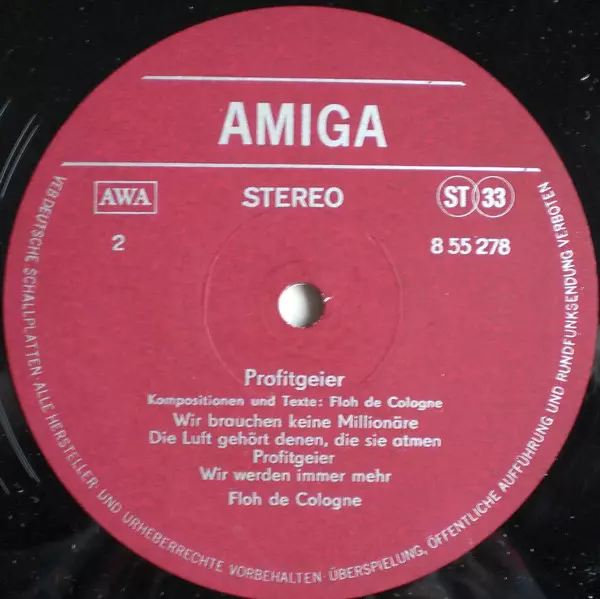 AMIGA
AWA
STEREO
ST 33
2
8 55 278
Profitgeier
Kompositionen und Texte: Floh de Cologne
Wir brauchen keine Millionäre
Die Luft gehört denen, die sie atmen
Profitgeier
Wir werden immer mehr
Floh de Cologne
VEB DEUTSCHE SCHALLPLATTEN · ALLE HERSTELLER- UND URHEBERRECHTE VORBEHALTEN · ÜBERSPIELUNG, ÖFFENTLICHE AUFFÜHRUNG UND RUNDFUNKSENDUNG VERBOTEN